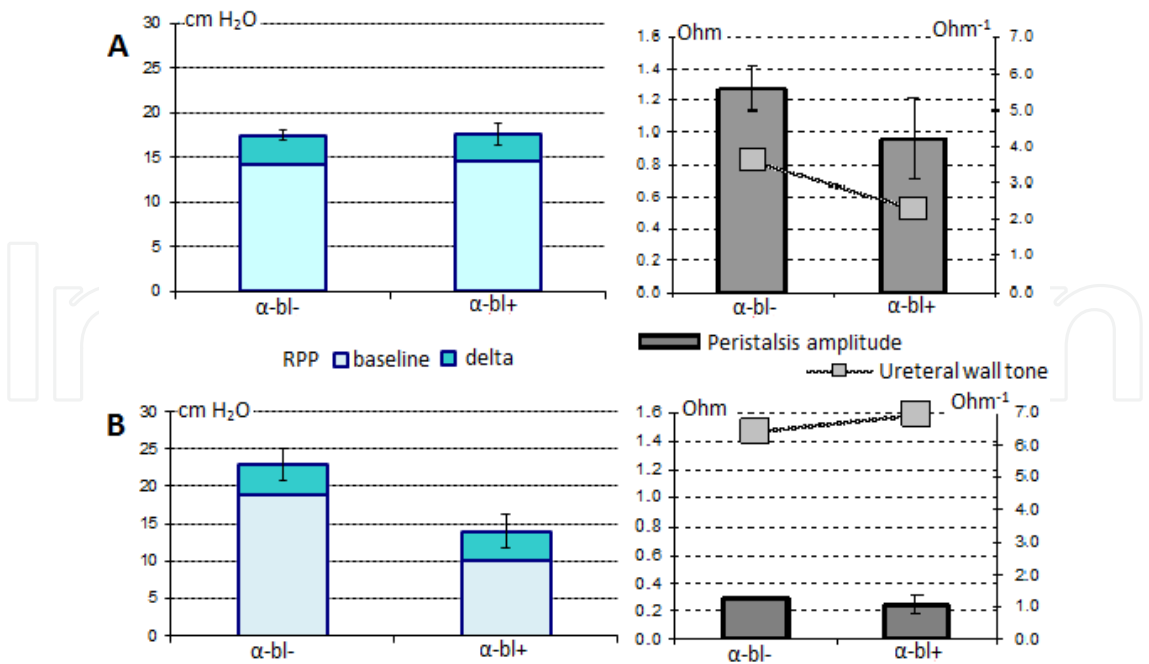 A
cm H₂O
30
25
20
15
10
5
0
α-bl-
α-bl+
Ohm
Ohm⁻¹
1.6
1.4
1.2
1.0
0.8
0.6
0.4
0.2
0.0
7.0
6.0
5.0
4.0
3.0
2.0
1.0
0.0
α-bl-
α-bl+
RPP baseline delta
Peristalsis amplitude
Ureteral wall tone
B
cm H₂O
30
25
20
15
10
5
0
α-bl-
α-bl+
Ohm
Ohm⁻¹
1.6
1.4
1.2
1.0
0.8
0.6
0.4
0.2
0.0
7.0
6.0
5.0
4.0
3.0
2.0
1.0
0.0
α-bl-
α-bl+